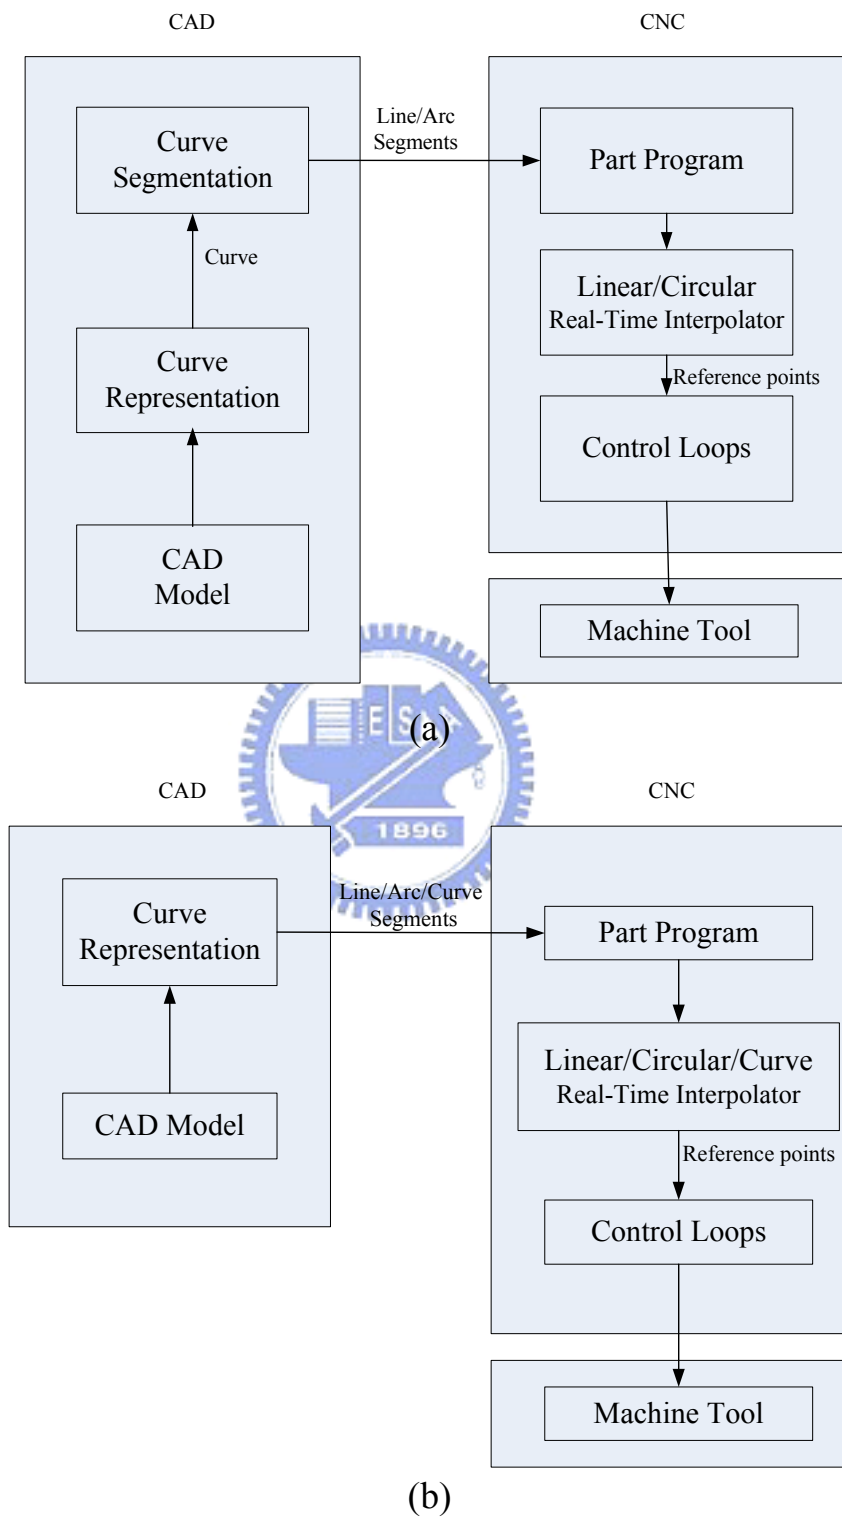 CAD
CNC
Curve
Segmentation
Line/Arc
Segments
Part Program
Curve
Linear/Circular
Real-Time Interpolator
Curve
Representation
Reference points
Control Loops
CAD
Model
Machine Tool
(a)
CAD
CNC
1896
Line/Arc/Curve
Segments
Curve
Representation
Part Program
Linear/Circular/Curve
Real-Time Interpolator
CAD Model
Reference points
Control Loops
Machine Tool
(b)